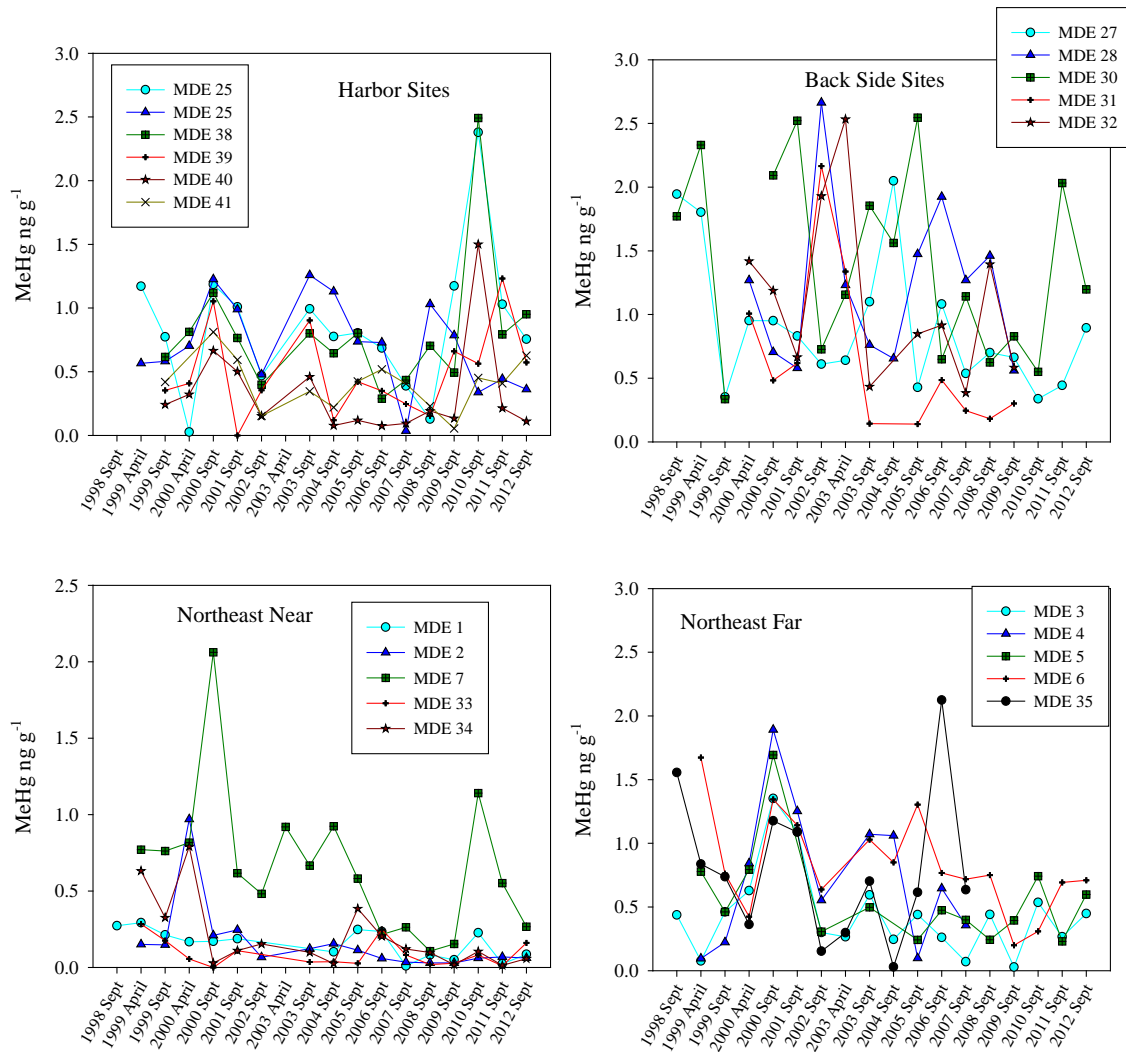 Harbor Sites
MeHg ng g⁻¹
3.0
2.5
2.0
1.5
1.0
0.5
0.0
MDE 25
MDE 25
MDE 38
MDE 39
MDE 40
MDE 41
1998 Sept
1999 April
1999 Sept
2000 April
2000 Sept
2001 Sept
2002 Sept
2003 April
2003 Sept
2004 Sept
2005 Sept
2006 Sept
2007 Sept
2008 Sept
2009 Sept
2010 Sept
2011 Sept
2012 Sept
Back Side Sites
MeHg ng g⁻¹
3.0
2.5
2.0
1.5
1.0
0.5
0.0
MDE 27
MDE 28
MDE 30
MDE 31
MDE 32
1998 Sept
1999 April
1999 Sept
2000 April
2000 Sept
2001 Sept
2002 Sept
2003 April
2003 Sept
2004 Sept
2005 Sept
2006 Sept
2007 Sept
2008 Sept
2009 Sept
2010 Sept
2011 Sept
2012 Sept
Northeast Near
MeHg ng g⁻¹
2.5
2.0
1.5
1.0
0.5
0.0
MDE 1
MDE 2
MDE 7
MDE 33
MDE 34
1998 Sept
1999 April
1999 Sept
2000 April
2000 Sept
2001 Sept
2002 Sept
2003 April
2003 Sept
2004 Sept
2005 Sept
2006 Sept
2007 Sept
2008 Sept
2009 Sept
2010 Sept
2011 Sept
2012 Sept
Northeast Far
MeHg ng g⁻¹
3.0
2.5
2.0
1.5
1.0
0.5
0.0
MDE 3
MDE 4
MDE 5
MDE 6
MDE 35
1998 Sept
1999 April
1999 Sept
2000 April
2000 Sept
2001 Sept
2002 Sept
2003 April
2003 Sept
2004 Sept
2005 Sept
2006 Sept
2007 Sept
2008 Sept
2009 Sept
2010 Sept
2011 Sept
2012 Sept